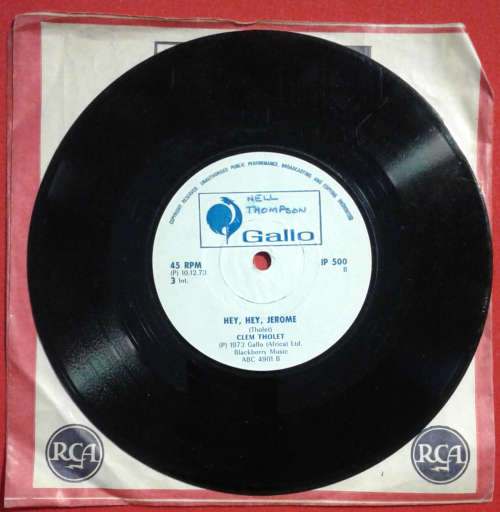 COPYRIGHT RESERVED UNAUTHORISED PUBLIC PERFORMANCE, BROADCASTING AND COPYING PROHIBITED
NELL
THOMPSON
Gallo
45 RPM
IP 500
(P) 10.12.73
B
3 Int.
HEY, HEY, JEROME
(Tholet)
CLEM THOLET
(P) 1973 Gallo (Africa) Ltd.
Blackberry Music
ABC 4901 B
RCA
RCA